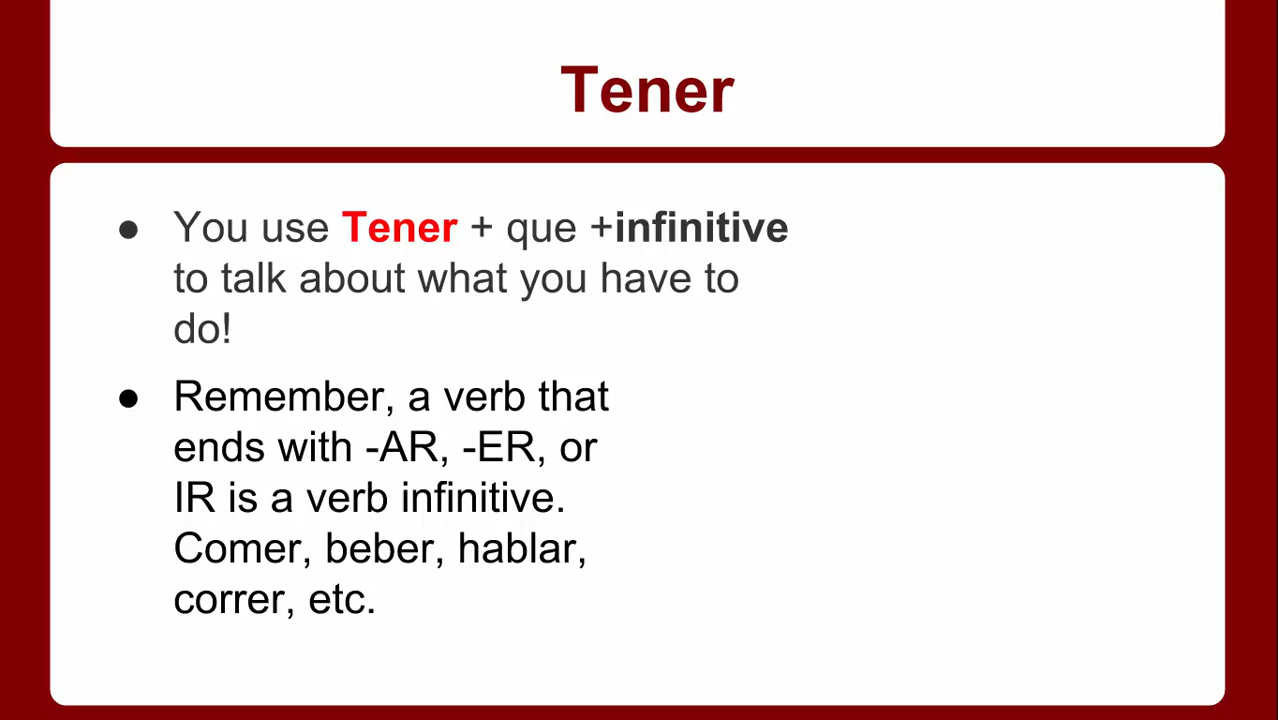 Tener
● You use Tener + que +infinitive
to talk about what you have to
do!
● Remember, a verb that
ends with -AR, -ER, or
IR is a verb infinitive.
Comer, beber, hablar,
correr, etc.